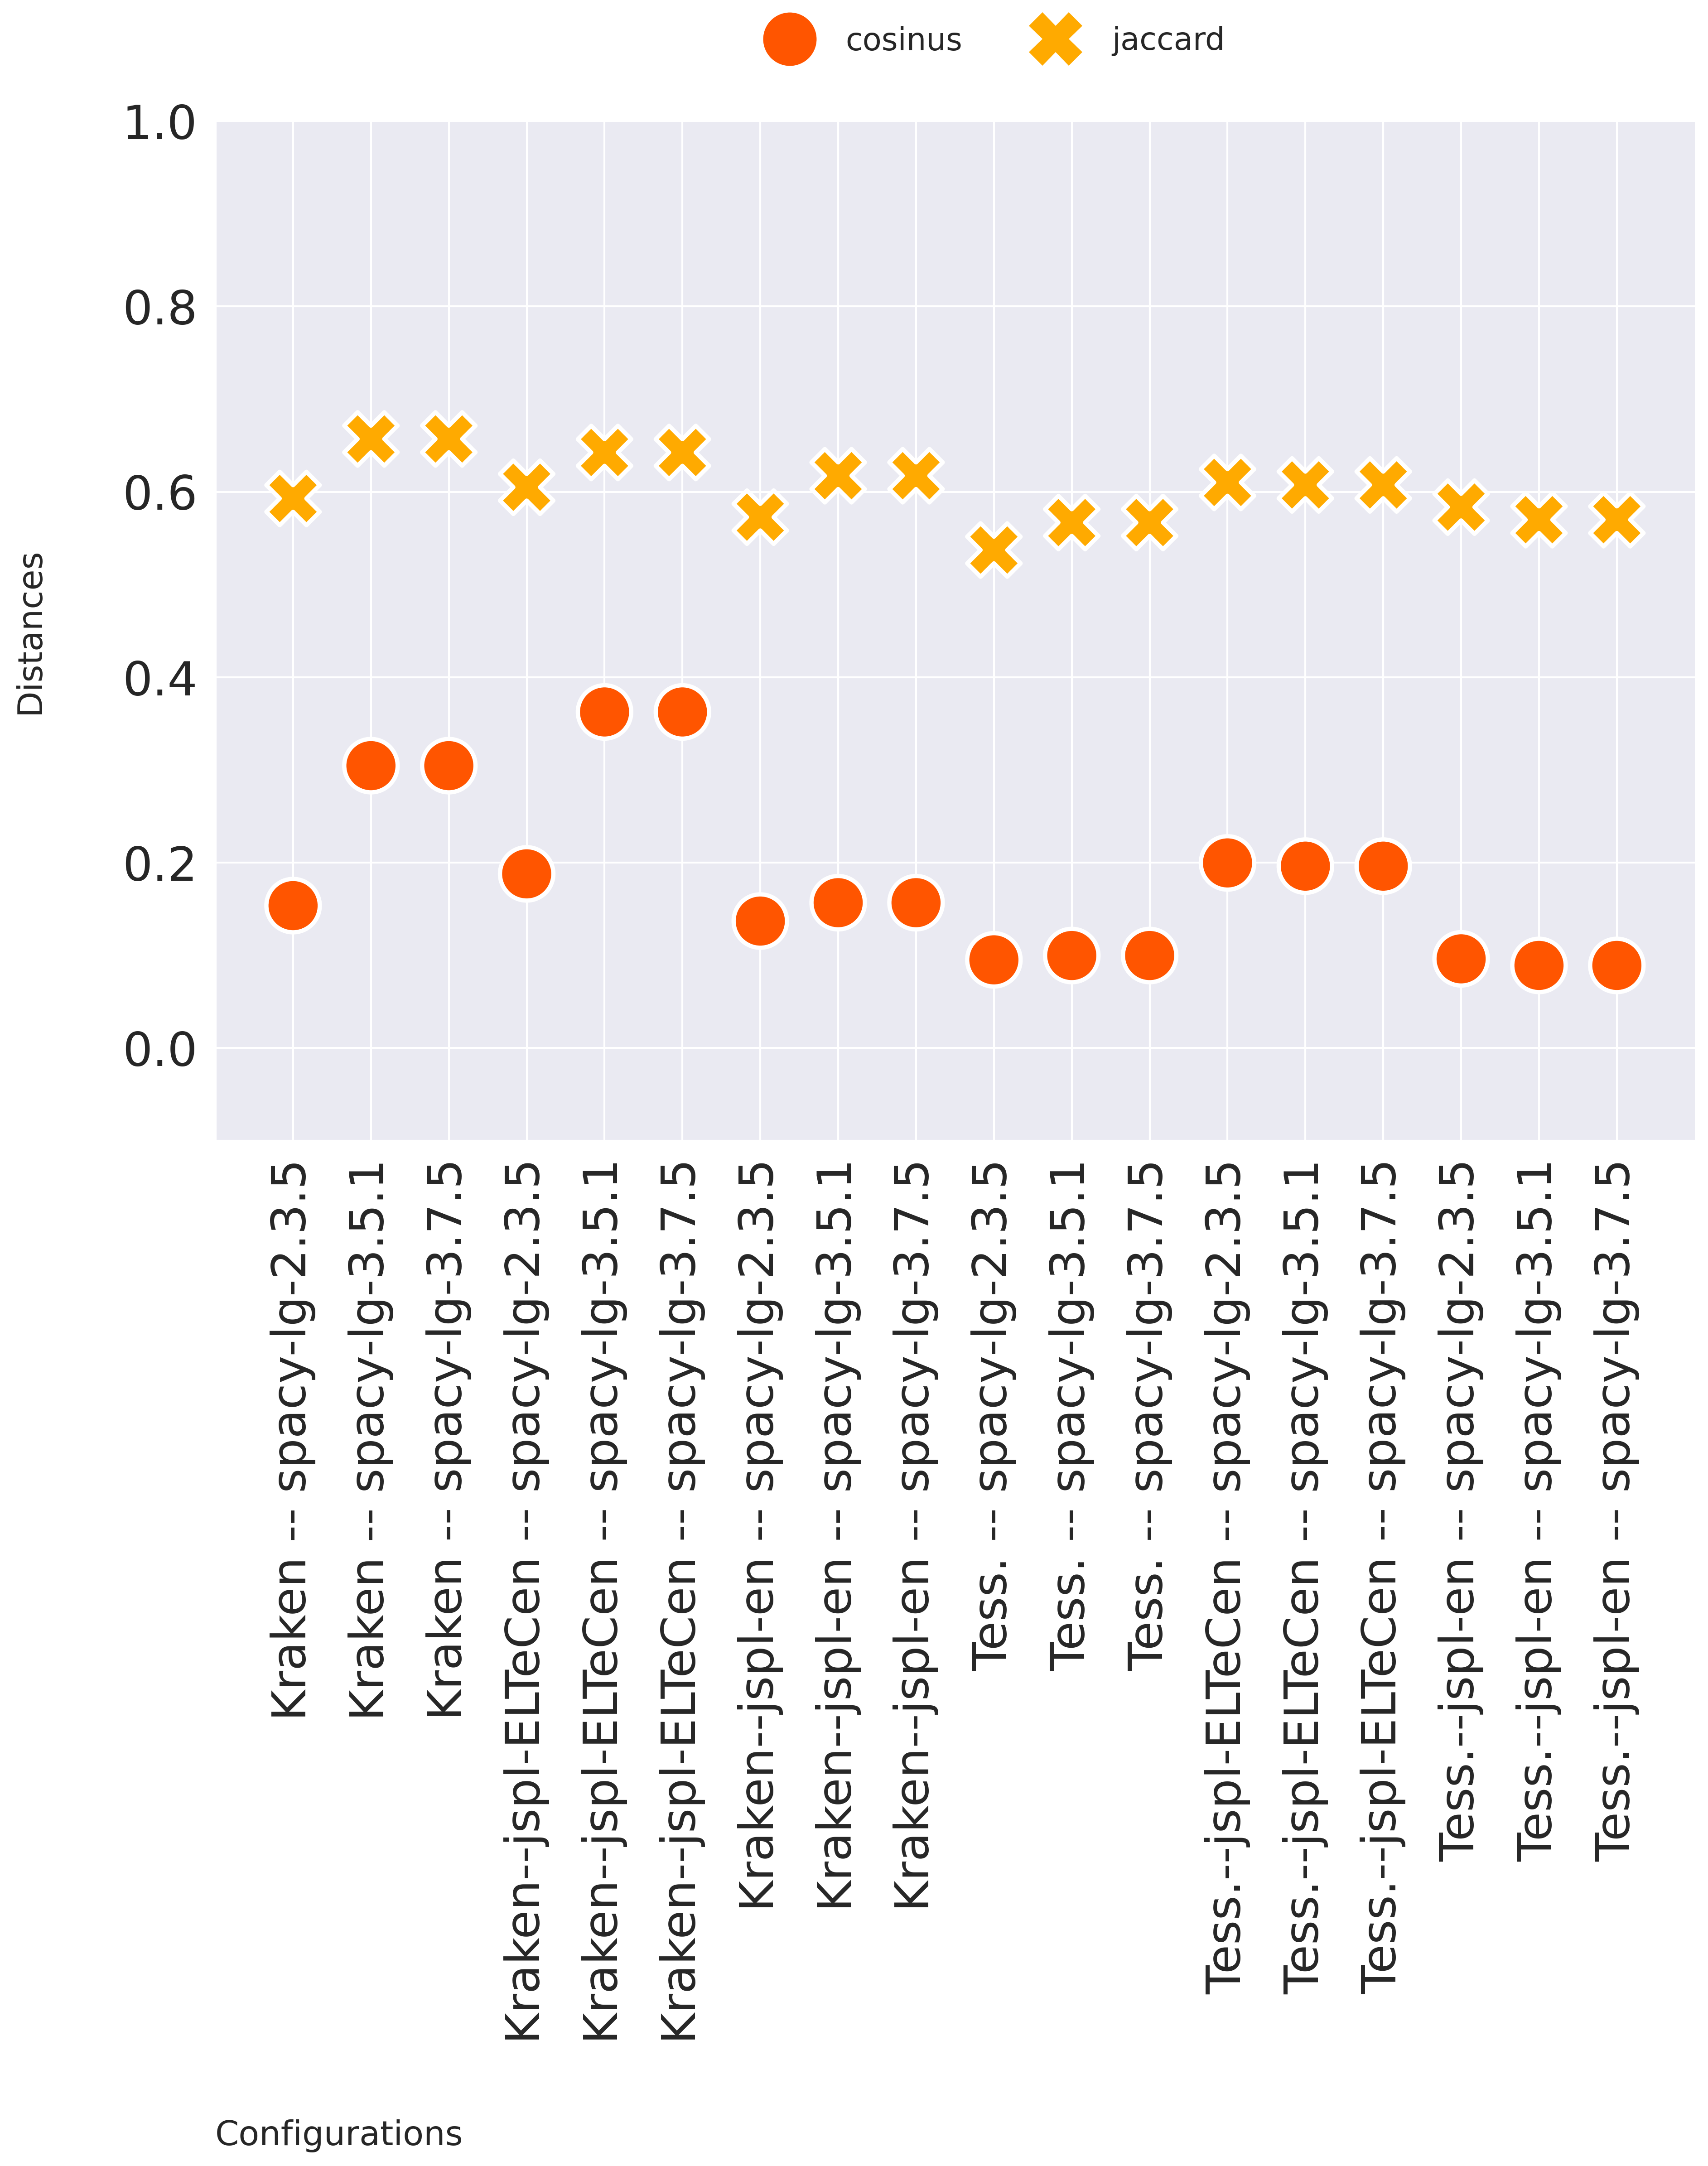 cosinus jaccard
1.0
0.8
0.6
0.4
0.2
0.0
Distances
Kraken -- spacy-lg-2.3.5
Kraken -- spacy-lg-3.5.1
Kraken -- spacy-lg-3.7.5
Kraken--jspl-ELTeCen -- spacy-lg-2.3.5
Kraken--jspl-ELTeCen -- spacy-lg-3.5.1
Kraken--jspl-ELTeCen -- spacy-lg-3.7.5
Kraken--jspl-en -- spacy-lg-2.3.5
Kraken--jspl-en -- spacy-lg-3.5.1
Kraken--jspl-en -- spacy-lg-3.7.5
Tess. -- spacy-lg-2.3.5
Tess. -- spacy-lg-3.5.1
Tess. -- spacy-lg-3.7.5
Tess.--jspl-ELTeCen -- spacy-lg-2.3.5
Tess.--jspl-ELTeCen -- spacy-lg-3.5.1
Tess.--jspl-ELTeCen -- spacy-lg-3.7.5
Tess.--jspl-en -- spacy-lg-2.3.5
Tess.--jspl-en -- spacy-lg-3.5.1
Tess.--jspl-en -- spacy-lg-3.7.5
Configurations